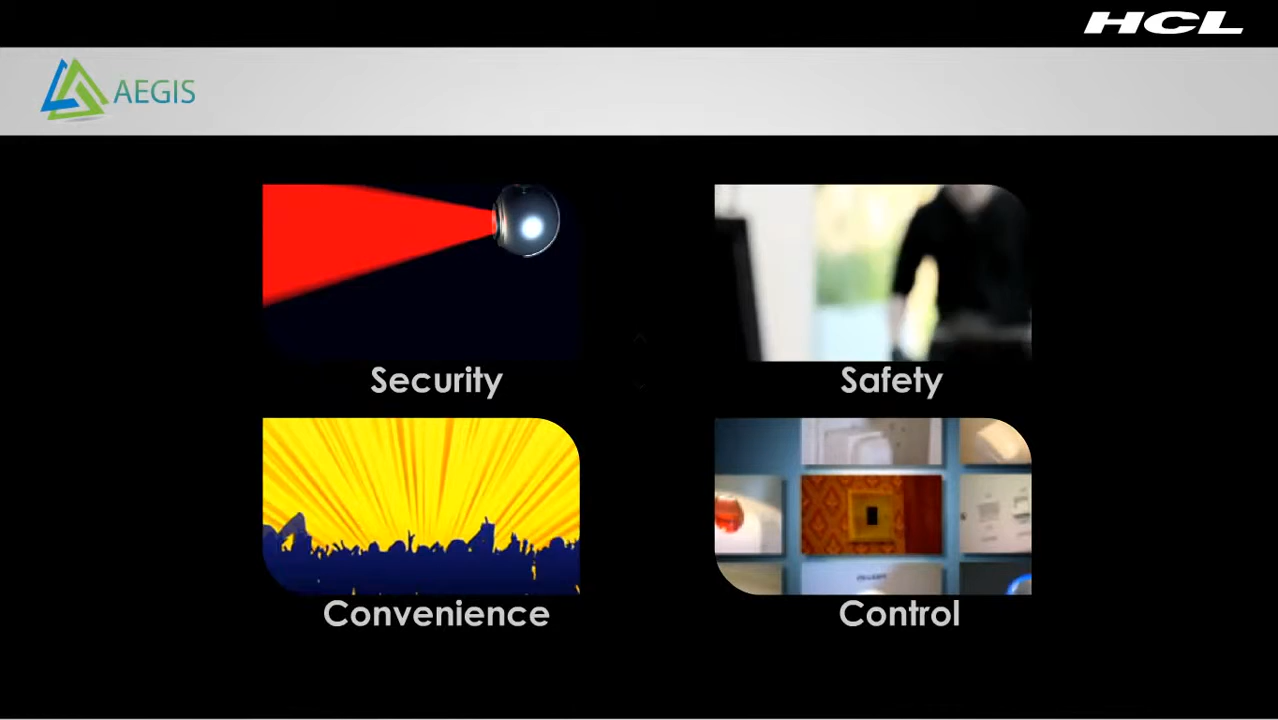 HCL
AEGIS
Security
Safety
Convenience
Control